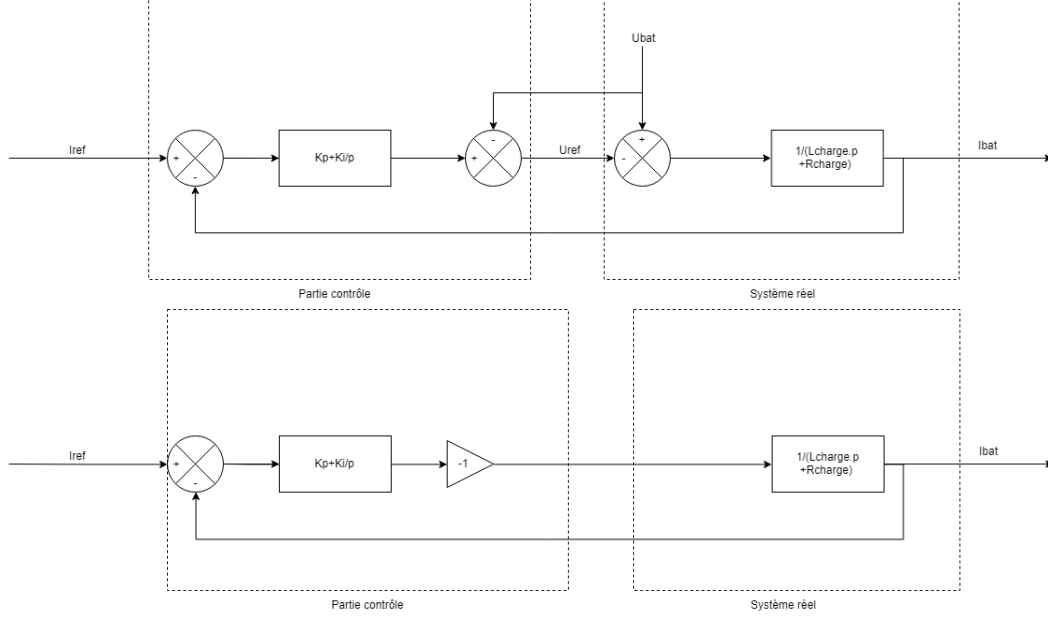 Ubat
Iref
+
-
Kp+Ki/p
-
+
Uref
+
-
1/(Lcharge.p
+Rcharge)
Ibat
Partie contrôle
Système réel
Iref
+
-
Kp+Ki/p
-1
1/(Lcharge.p
+Rcharge)
Ibat
Partie contrôle
Système réel